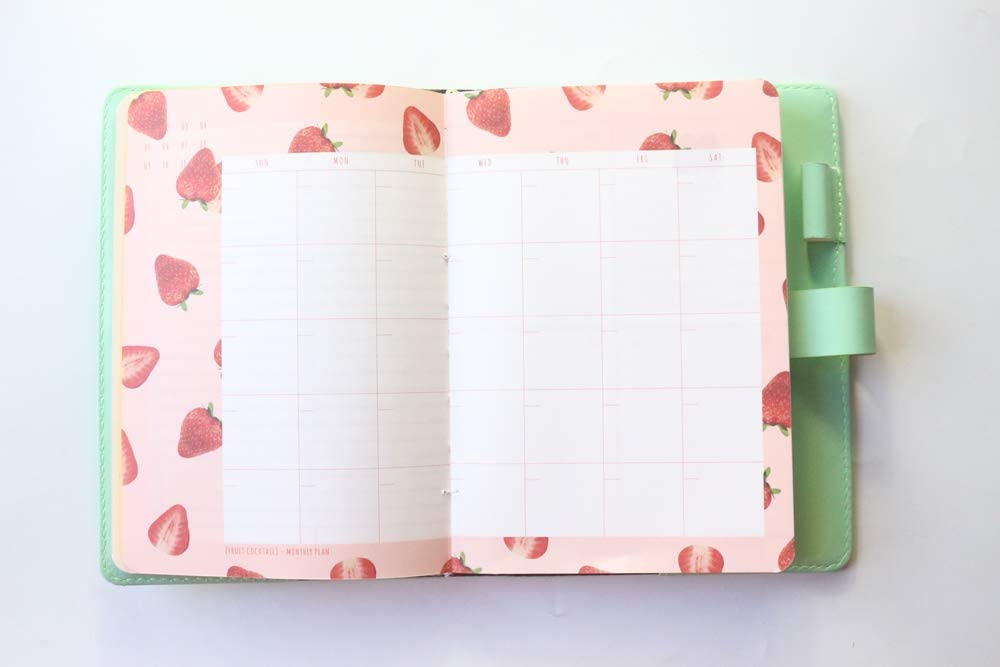 SUN MON TUE WED THU FRI SAT
[FRUIT COCKTAIL] - MONTHLY PLAN